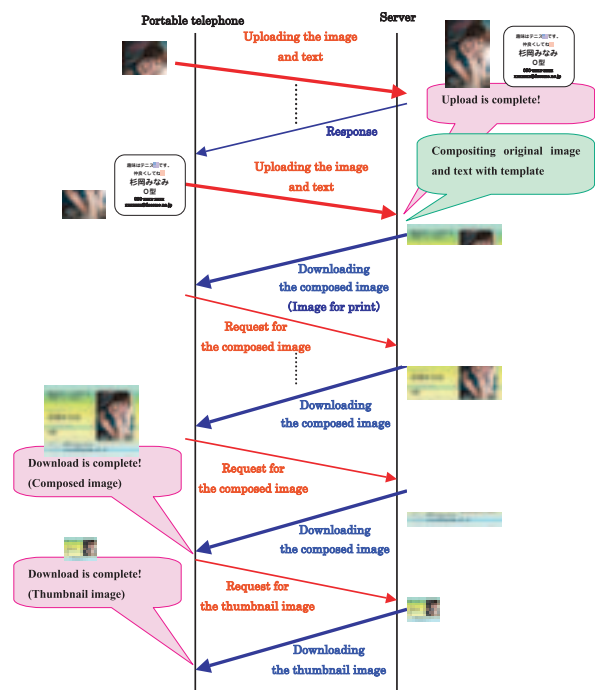 Portable telephone
Server
Uploading the image
and text
趣味はテニス です。
仲良くしてね
杉岡みなみ
O型
Upload is complete!
Response
Compositing original image
and text with template
Uploading the image
and text
趣味はテニス です。
仲良くしてね
杉岡みなみ
O型
Downloading
the composed image
(Image for print)
Request for
the composed image
Downloading
the composed image
Download is complete!
(Composed image)
Request for
the composed image
Downloading
the composed image
Download is complete!
(Thumbnail image)
Request for
the thumbnail image
Downloading
the thumbnail image